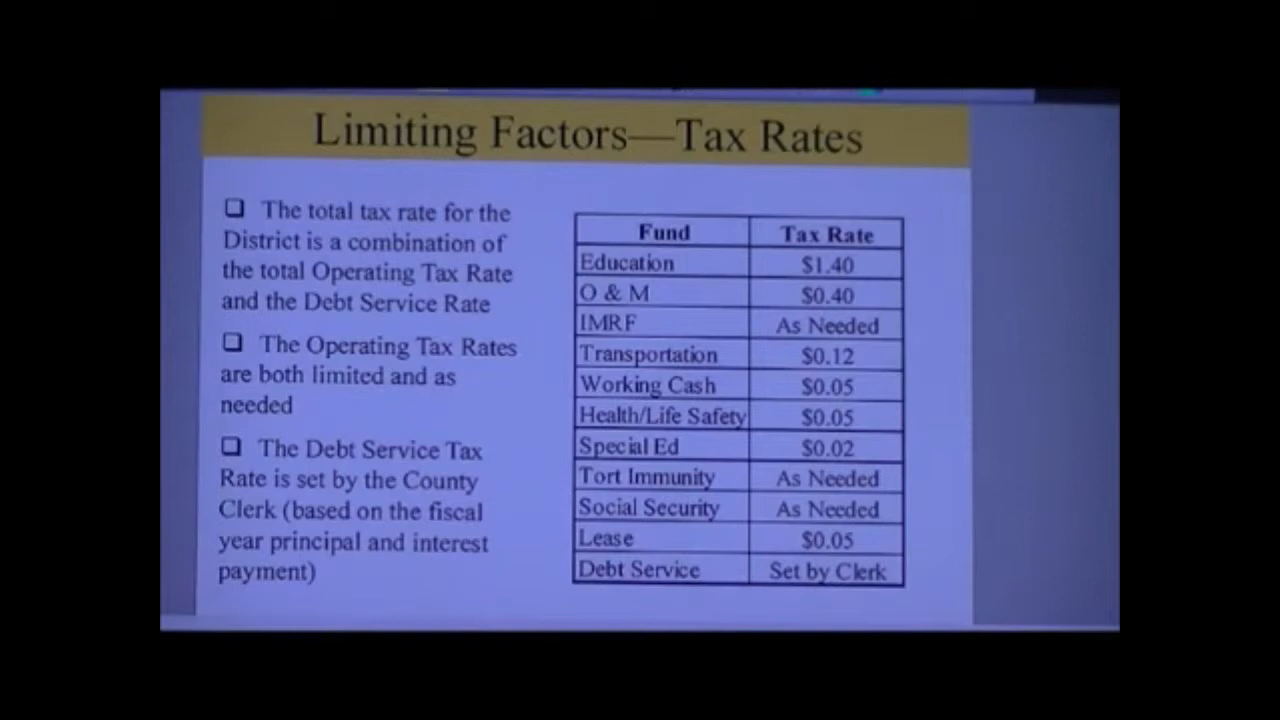 Limiting Factors—Tax Rates
❑ The total tax rate for the
District is a combination of
the total Operating Tax Rate
and the Debt Service Rate
❑ The Operating Tax Rates
are both limited and as
needed
❑ The Debt Service Tax
Rate is set by the County
Clerk (based on the fiscal
year principal and interest
payment)
Fund Tax Rate
Education $1.40
O & M $0.40
IMRF As Needed
Transportation $0.12
Working Cash $0.05
Health/Life Safety $0.05
Special Ed $0.02
Tort Immunity As Needed
Social Security As Needed
Lease $0.05
Debt Service Set by Clerk